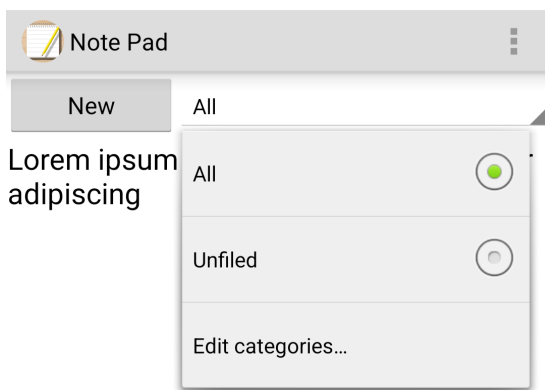 Note Pad
New
All
Lorem ipsum
adipiscing
All
Unfiled
Edit categories…